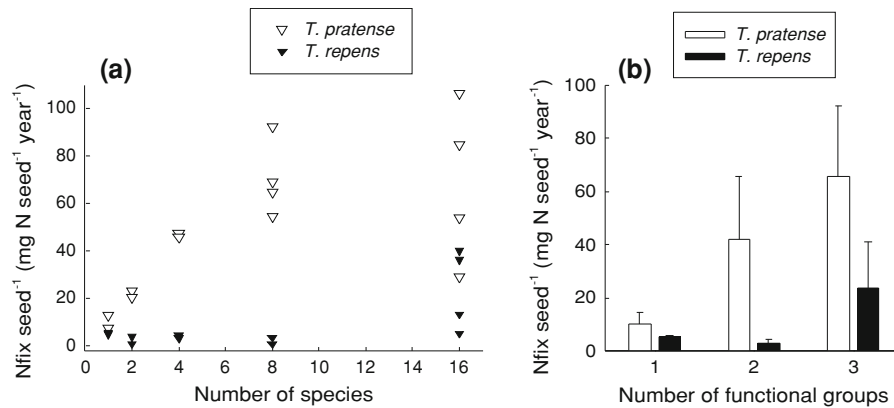 T. pratense
T. repens
(a)
Nfix seed⁻¹ (mg N seed⁻¹ year⁻¹)
100
80
60
40
20
0
0 2 4 6 8 10 12 14 16
Number of species
T. pratense
T. repens
(b)
Nfix seed⁻¹ (mg N seed⁻¹ year⁻¹)
100
80
60
40
20
0
1 2 3
Number of functional groups